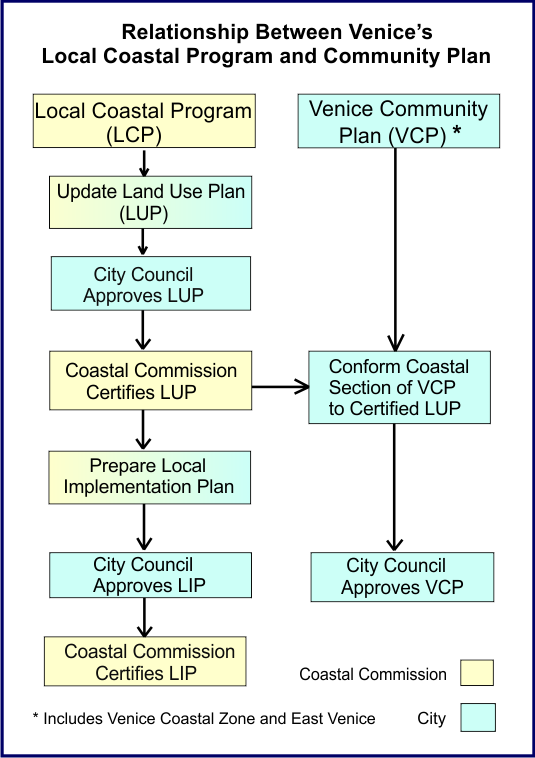 Relationship Between Venice's
Local Coastal Program and Community Plan
Local Coastal Program
(LCP)
Venice Community
Plan (VCP) *
Update Land Use Plan
(LUP)
City Council
Approves LUP
Coastal Commission
Certifies LUP
Conform Coastal
Section of VCP
to Certified LUP
Prepare Local
Implementation Plan
City Council
Approves LIP
City Council
Approves VCP
Coastal Commission
Certifies LIP
Coastal Commission
* Includes Venice Coastal Zone and East Venice
City